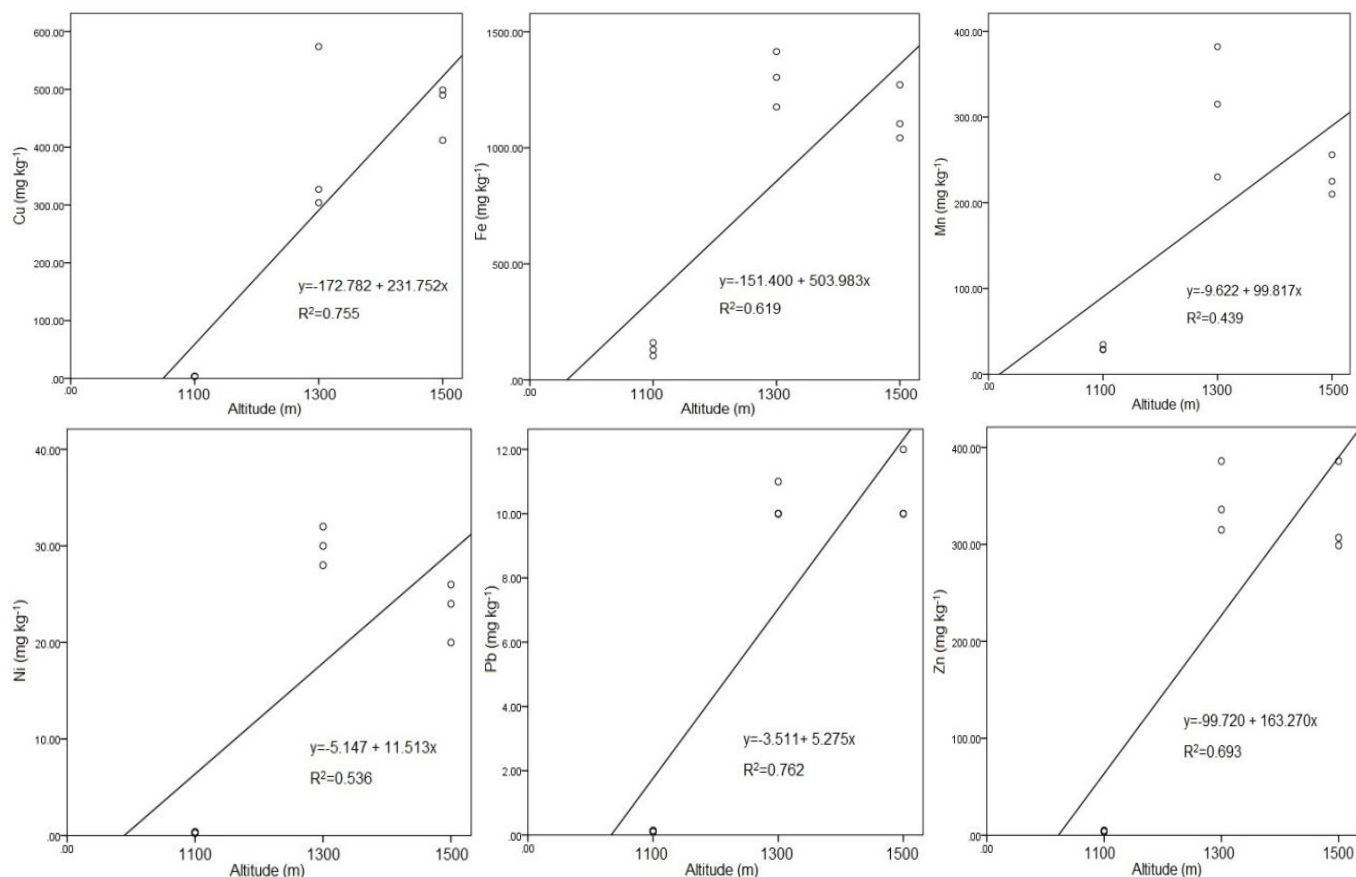 600.00
500.00
400.00
300.00
200.00
100.00
.00
Cu (mg kg⁻¹)
y=-172.782 + 231.752x
R²=0.755
.00 1100 1300 1500
Altitude (m)
1500.00
1000.00
500.00
.00
Fe (mg kg⁻¹)
y=-151.400 + 503.983x
R²=0.619
.00 1100 1300 1500
Altitude (m)
400.00
300.00
200.00
100.00
.00
Mn (mg kg⁻¹)
y=-9.622 + 99.817x
R²=0.439
.00 1100 1300 1500
Altitude (m)
40.00
30.00
20.00
10.00
.00
Ni (mg kg⁻¹)
y=-5.147 + 11.513x
R²=0.536
.00 1100 1300 1500
Altitude (m)
12.00
10.00
8.00
6.00
4.00
2.00
.00
Pb (mg kg⁻¹)
y=-3.511+ 5.275x
R²=0.762
.00 1100 1300 1500
Altitude (m)
400.00
300.00
200.00
100.00
.00
Zn (mg kg⁻¹)
y=-99.720 + 163.270x
R²=0.693
.00 1100 1300 1500
Altitude (m)